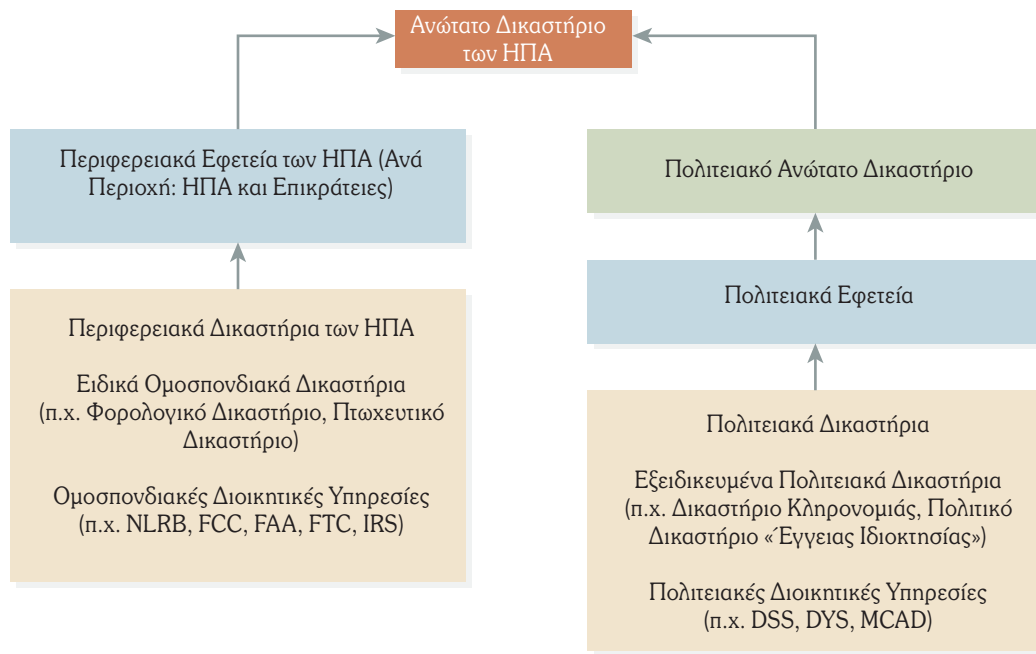 Ανώτατο Δικαστήριο
των ΗΠΑ
Περιφερειακά Εφετεία των ΗΠΑ (Ανά
Περιοχή: ΗΠΑ και Επικράτειες)
Περιφερειακά Δικαστήρια των ΗΠΑ
Ειδικά Ομοσπονδιακά Δικαστήρια
(π.χ. Φορολογικό Δικαστήριο, Πτωχευτικό
Δικαστήριο)
Ομοσπονδιακές Διοικητικές Υπηρεσίες
(π.χ. NLRB, FCC, FAA, FTC, IRS)
Πολιτειακό Ανώτατο Δικαστήριο
Πολιτειακά Εφετεία
Πολιτειακά Δικαστήρια
Εξειδικευμένα Πολιτειακά Δικαστήρια
(π.χ. Δικαστήριο Κληρονομιάς, Πολιτικό
Δικαστήριο «Έγγειας Ιδιοκτησίας»)
Πολιτειακές Διοικητικές Υπηρεσίες
(π.χ. DSS, DYS, MCAD)